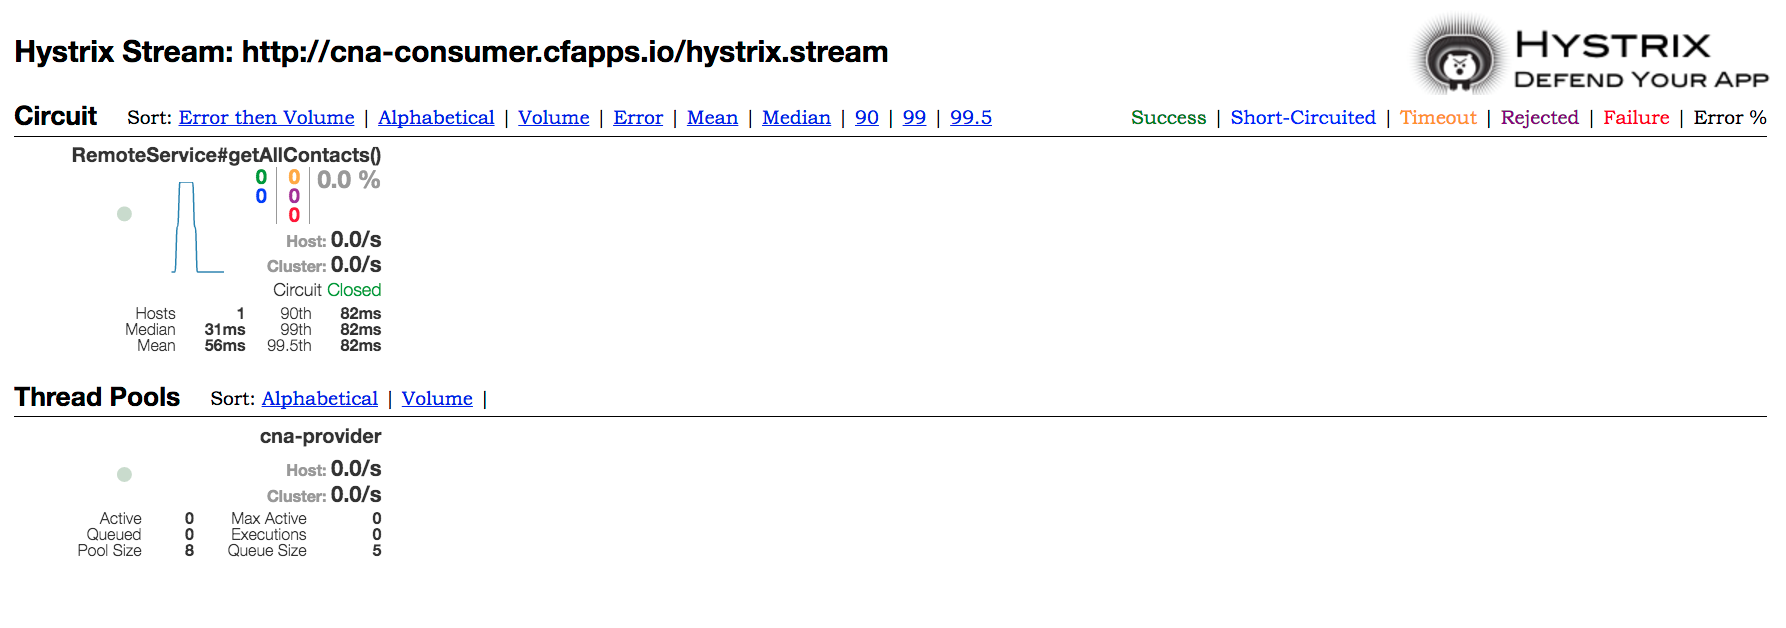 Hystrix Stream: http://cna-consumer.cfapps.io/hystrix.stream
HYSTRIX
DEFEND YOUR APP
Circuit Sort: Error then Volume | Alphabetical | Volume | Error | Mean | Median | 90 | 99 | 99.5
Success | Short-Circuited | Timeout | Rejected | Failure | Error %
RemoteService#getAllContacts()
0 0 0.0 %
0 0
0
Host: 0.0/s
Cluster: 0.0/s
Circuit Closed
Hosts 1 90th 82ms
Median 31ms 99th 82ms
Mean 56ms 99.5th 82ms
Thread Pools Sort: Alphabetical | Volume |
cna-provider
Host: 0.0/s
Cluster: 0.0/s
Active 0 Max Active 0
Queued 0 Executions 0
Pool Size 8 Queue Size 5